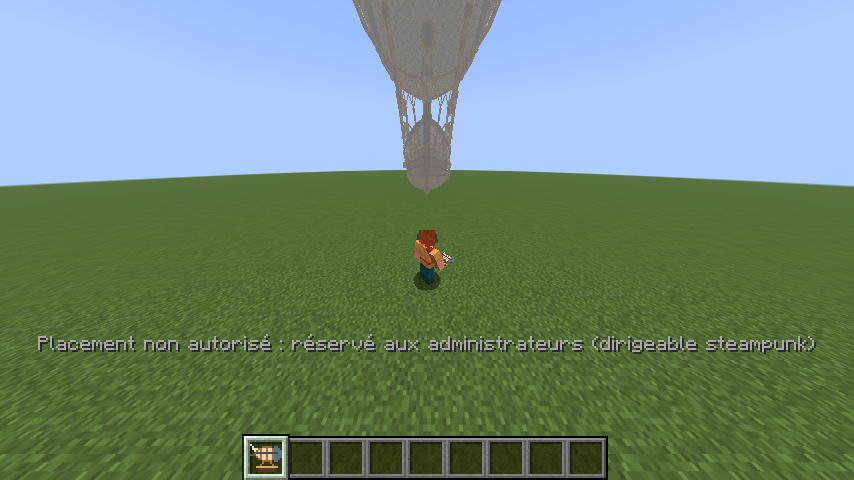 Placement non autorisé : réservé aux administrateurs (dirigeable steampunk)